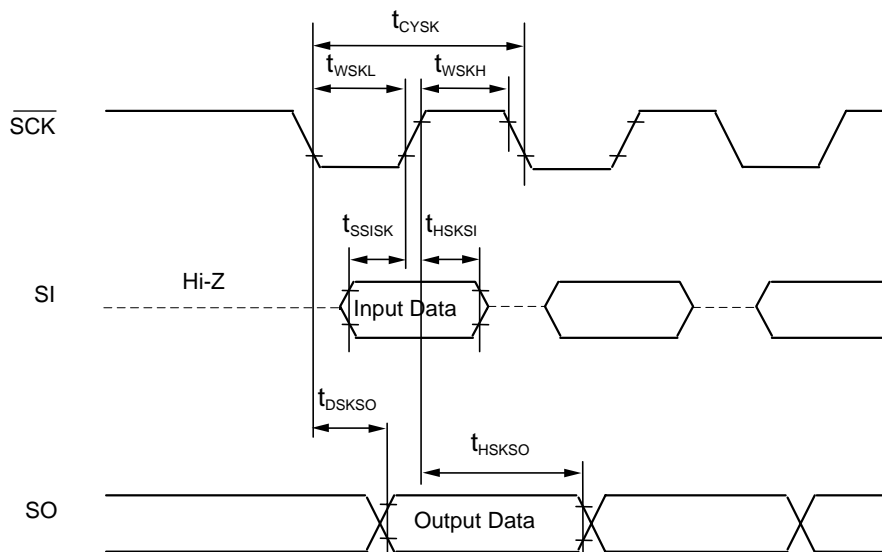 tCYSK
tWSKL
tWSKH
SCK
tSSISK
tHSKSI
Hi-Z
SI
Input Data
tDSKSO
tHSKSO
SO
Output Data